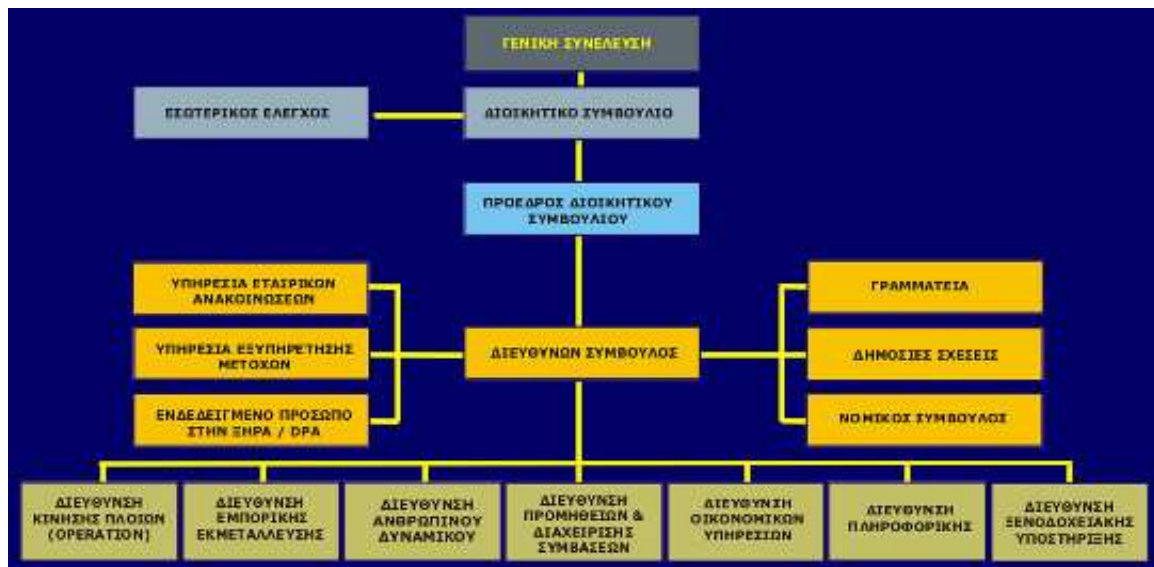 ΓΕΝΙΚΗ ΣΥΝΕΛΕΥΣΗ
ΕΣΩΤΕΡΙΚΟΣ ΕΛΕΓΧΟΣ
ΔΙΟΙΚΗΤΙΚΟ ΣΥΜΒΟΥΛΙΟ
ΠΡΟΕΔΡΟΣ ΔΙΟΙΚΗΤΙΚΟΥ
ΣΥΜΒΟΥΛΙΟΥ
ΥΠΗΡΕΣΙΑ ΕΤΑΙΡΙΚΩΝ
ΑΝΑΚΟΙΝΩΣΕΩΝ
ΓΡΑΜΜΑΤΕΙΑ
ΥΠΗΡΕΣΙΑ ΕΞΥΠΗΡΕΤΗΣΗΣ
ΜΕΤΟΧΩΝ
ΔΙΕΥΘΥΝΩΝ ΣΥΜΒΟΥΛΟΣ
ΔΗΜΟΣΙΕΣ ΣΧΕΣΕΙΣ
ΕΝΔΕΔΕΙΓΜΕΝΟ ΠΡΟΣΩΠΟ
ΣΤΗΝ ΞΗΡΑ / DPA
ΝΟΜΙΚΟΣ ΣΥΜΒΟΥΛΟΣ
ΔΙΕΥΘΥΝΣΗ
ΚΙΝΗΣΗΣ ΠΛΟΙΩΝ
(OPERATION)
ΔΙΕΥΘΥΝΣΗ
ΕΜΠΟΡΙΚΗΣ
ΕΚΜΕΤΑΛΛΕΥΣΗΣ
ΔΙΕΥΘΥΝΣΗ
ΑΝΘΡΩΠΙΝΟΥ
ΔΥΝΑΜΙΚΟΥ
ΔΙΕΥΘΥΝΣΗ
ΠΡΟΜΗΘΕΙΩΝ &
ΔΙΑΧΕΙΡΙΣΗΣ
ΣΥΜΒΑΣΕΩΝ
ΔΙΕΥΘΥΝΣΗ
ΟΙΚΟΝΟΜΙΚΩΝ
ΥΠΗΡΕΣΙΩΝ
ΔΙΕΥΘΥΝΣΗ
ΠΛΗΡΟΦΟΡΙΚΗΣ
ΔΙΕΥΘΥΝΣΗ
ΞΕΝΟΔΟΧΕΙΑΚΗΣ
ΥΠΟΣΤΗΡΙΞΗΣ